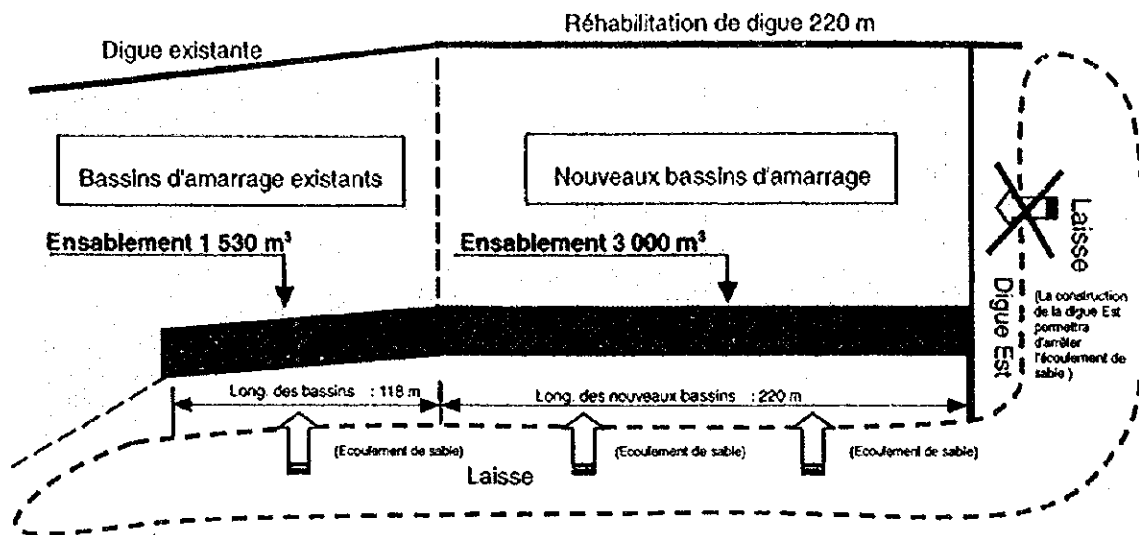 Réhabilitation de digue 220 m
Digue existante
Bassins d'amarrage existants
Nouveaux bassins d'amarrage
Ensablement 1 530 m³
Ensablement 3 000 m³
Laisse
Digue Est
(La construction
de la digue Est
permettra
d'arrêler
l'écoulement de
sable )
Long. des bassins : 118 m
Long. des nouveaux bassins : 220 m
(Ecoulement de sable)
(Ecoulement de sable)
(Ecoulement de sable)
Laisse